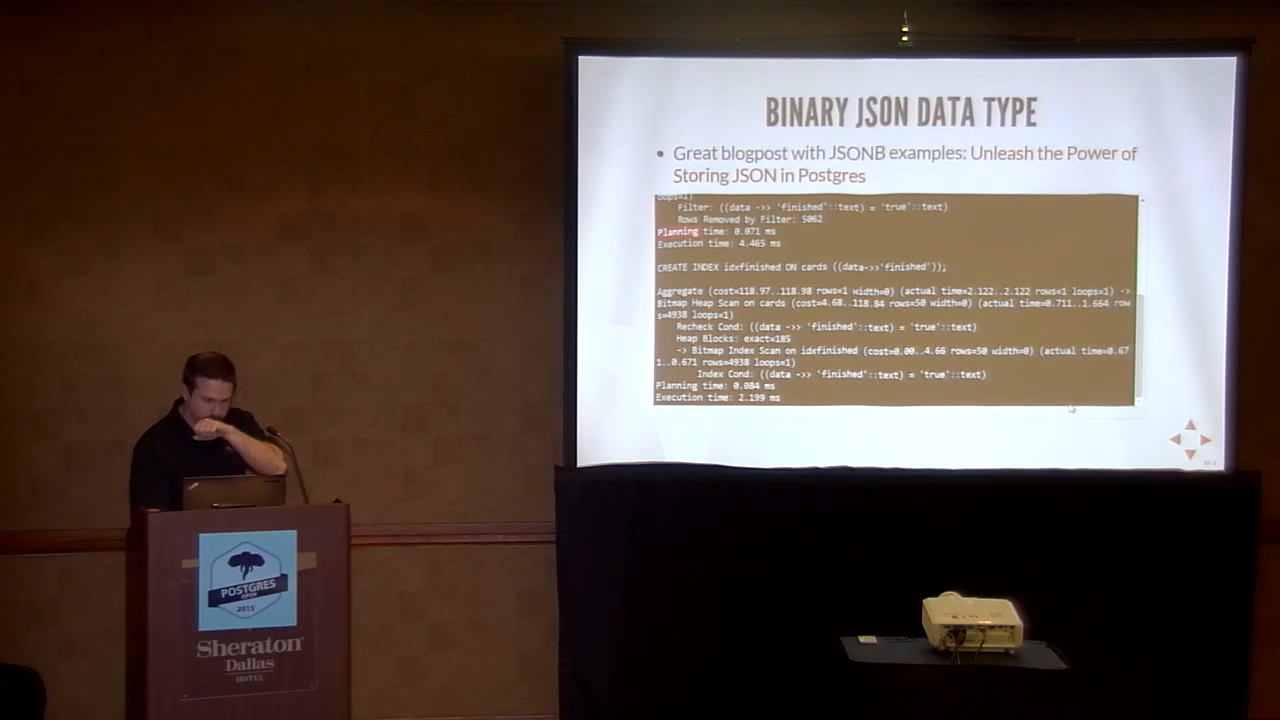 BINARY JSON DATA TYPE
• Great blogpost with JSONB examples: Unleash the Power of
Storing JSON in Postgres
loops=1)
Filter: ((data ->> 'finished'::text) = 'true'::text)
Rows Removed by Filter: 5062
Planning time: 0.071 ms
Execution time: 4.465 ms
CREATE INDEX idxfinished ON cards ((data->>'finished'));
Aggregate (cost=118.97..118.98 rows=1 width=0) (actual time=2.122..2.122 rows=1 loops=1) ->
Bitmap Heap Scan on cards (cost=4.68..118.84 rows=50 width=0) (actual time=0.711..1.664 row
s=4938 loops=1)
Recheck Cond: ((data ->> 'finished'::text) = 'true'::text)
Heap Blocks: exact=185
-> Bitmap Index Scan on idxfinished (cost=0.00..4.66 rows=50 width=0) (actual time=0.67
1..0.671 rows=4938 loops=1)
Index Cond: ((data ->> 'finished'::text) = 'true'::text)
Planning time: 0.084 ms
Execution time: 2.199 ms
POSTGRES
OPEN
2015
Sheraton
Dallas
HOTEL